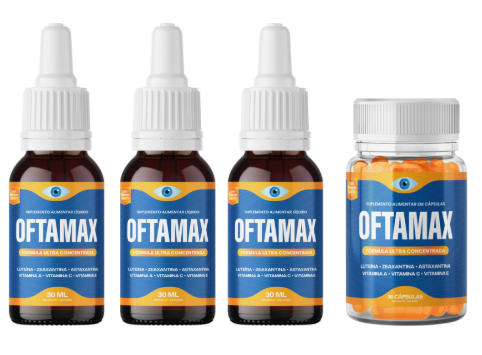 SUPLEMENTO ALIMENTAR LÍQUIDO
OFTAMAX
FÓRMULA ULTRA CONCENTRADA
LUTEÍNA • ZEAXANTINA • ASTAXANTINA
VITAMINA A • VITAMINA C • VITAMINA E
30 ML
SUPLEMENTO ALIMENTAR LÍQUIDO
OFTAMAX
FÓRMULA ULTRA CONCENTRADA
LUTEÍNA • ZEAXANTINA • ASTAXANTINA
VITAMINA A • VITAMINA C • VITAMINA E
30 ML
SUPLEMENTO ALIMENTAR LÍQUIDO
OFTAMAX
FÓRMULA ULTRA CONCENTRADA
LUTEÍNA • ZEAXANTINA • ASTAXANTINA
VITAMINA A • VITAMINA C • VITAMINA E
30 ML
SUPLEMENTO ALIMENTAR EM CÁPSULAS
OFTAMAX
FÓRMULA ULTRA CONCENTRADA
LUTEÍNA • ZEAXANTINA • ASTAXANTINA
VITAMINA A • VITAMINA C • VITAMINA E
30 CÁPSULAS